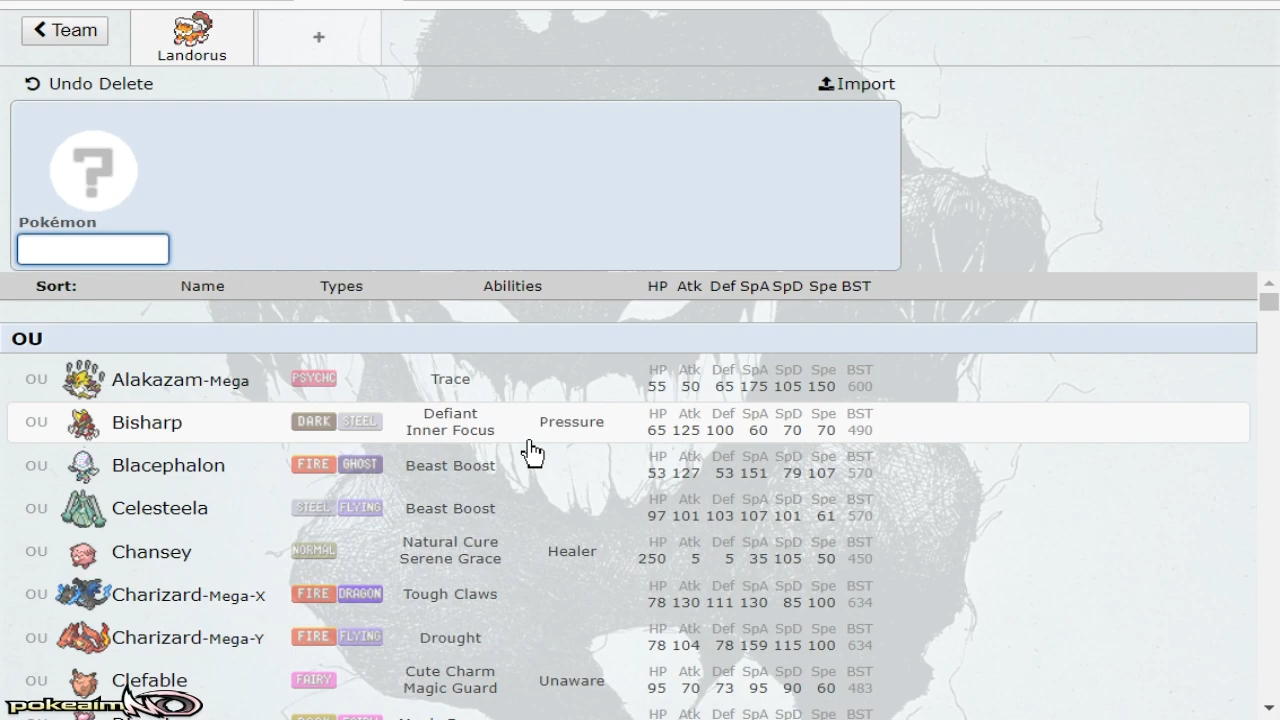 Team
Landorus
+
Undo Delete
Import
?
Pokémon
Sort: Name Types Abilities HP Atk Def SpA SpD Spe BST
OU
OU Alakazam-Mega PSYCHC Trace HP 55 Atk 50 Def 65 SpA 175 SpD 105 Spe 150 BST 600
OU Bisharp DARK STEEL Defiant Inner Focus Pressure HP 65 Atk 125 Def 100 SpA 60 SpD 70 Spe 70 BST 490
OU Blacephalon FIRE GHOST Beast Boost HP 53 Atk 127 Def 53 SpA 151 SpD 79 Spe 107 BST 570
OU Celesteela STEEL FLYING Beast Boost HP 97 Atk 101 Def 103 SpA 107 SpD 101 Spe 61 BST 570
OU Chansey NORMAL Natural Cure Serene Grace Healer HP 250 Atk 5 Def 5 SpA 35 SpD 105 Spe 50 BST 450
OU Charizard-Mega-X FIRE DRAGON Tough Claws HP 78 Atk 130 Def 111 SpA 130 SpD 85 Spe 100 BST 634
OU Charizard-Mega-Y FIRE FLYING Drought HP 78 Atk 104 Def 78 SpA 159 SpD 115 Spe 100 BST 634
OU Clefable FAIRY Cute Charm Magic Guard Unaware HP 95 Atk 70 Def 73 SpA 95 SpD 90 Spe 60 BST 483
HP Atk Def SpA SpD Spe BST
pokeaimMD